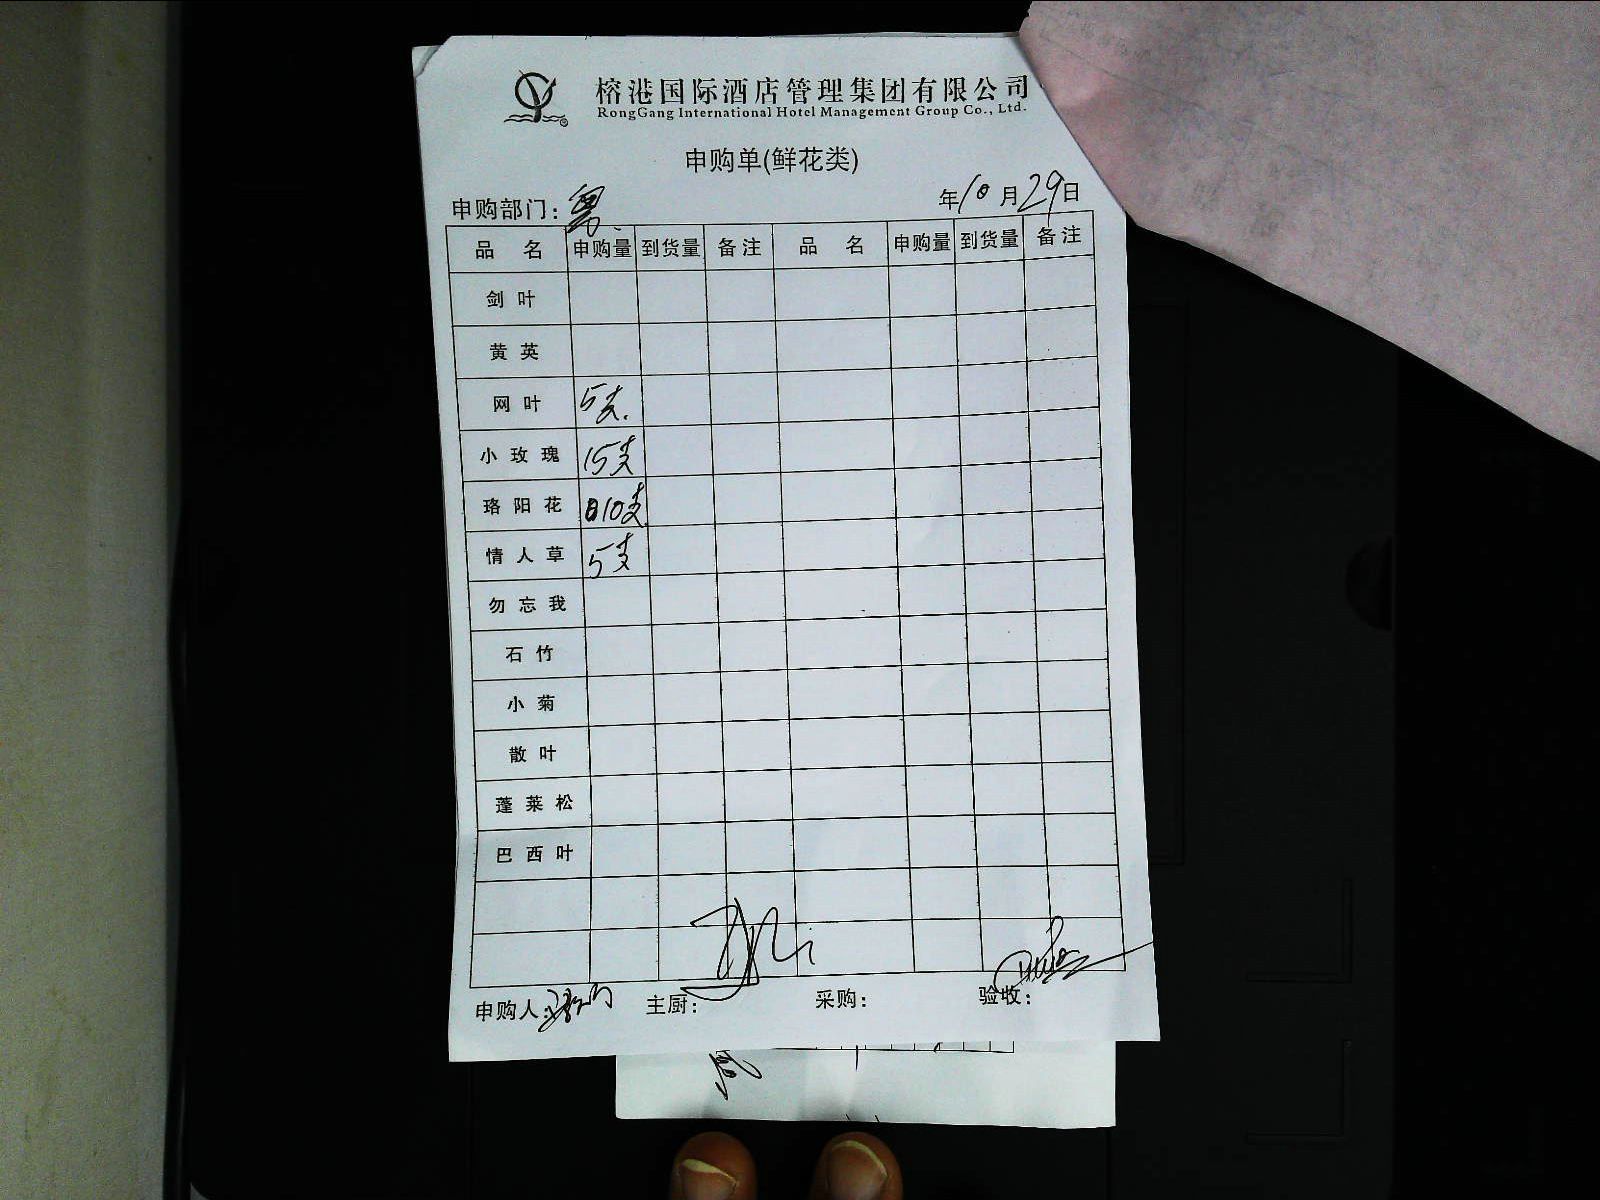 榕港国际酒店管理集团有限公司
RongGang International Hotel Management Group Co., Ltd.
申购单(鲜花类)
申购部门:
年10月29日
品 名 申购量 到货量 备注 品 名 申购量 到货量 备注
剑叶
黄英
网叶 5支.
小玫瑰 15支
珞阳花 10支
情人草 5支
勿忘我
石竹
小菊
散叶
蓬莱松
巴西叶
申购人: 主厨: 采购: 验收: